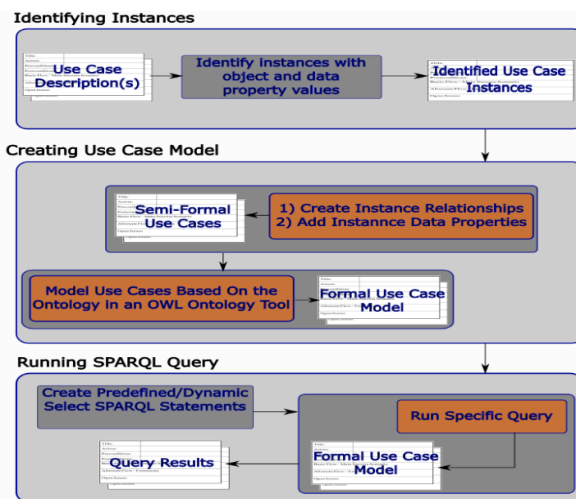 Identifying Instances
Use Case
Description(s)
Identify instances with
object and data
property values
Identified Use Case
Instances
Creating Use Case Model
Semi-Formal
Use Cases
1) Create Instance Relationships
2) Add Instannce Data Properties
Model Use Cases Based On the
Ontology in an OWL Ontology Tool
Formal Use Case
Model
Running SPARQL Query
Create Predefined/Dynamic
Select SPARQL Statements
Run Specific Query
Query Results
Formal Use Case
Model